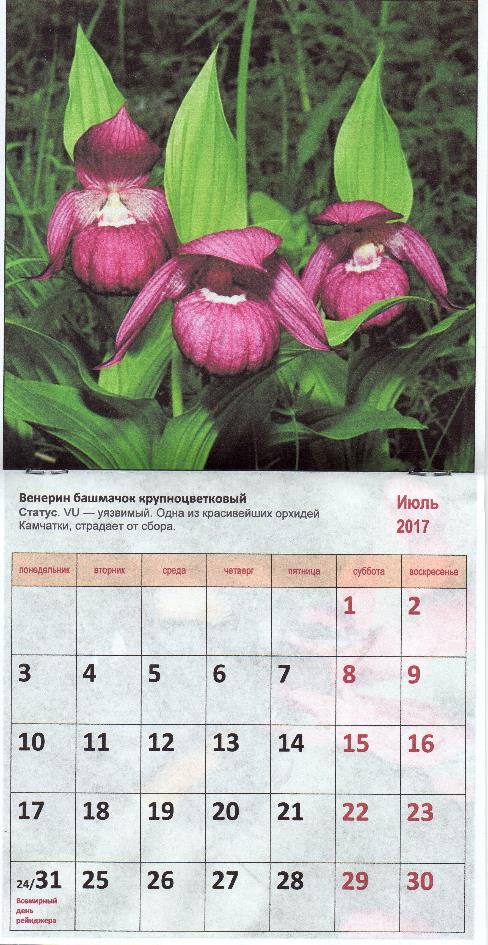 Венерин башмачок крупноцветковый
Статус. VU — уязвимый. Одна из красивейших орхидей
Камчатки, страдает от сбора.
Июль
2017
понедельник вторник среда четверг пятница суббота воскресенье
1 2
3 4 5 6 7 8 9
10 11 12 13 14 15 16
17 18 19 20 21 22 23
24/31 25 26 27 28 29 30
Всемирный
день
рейнджера